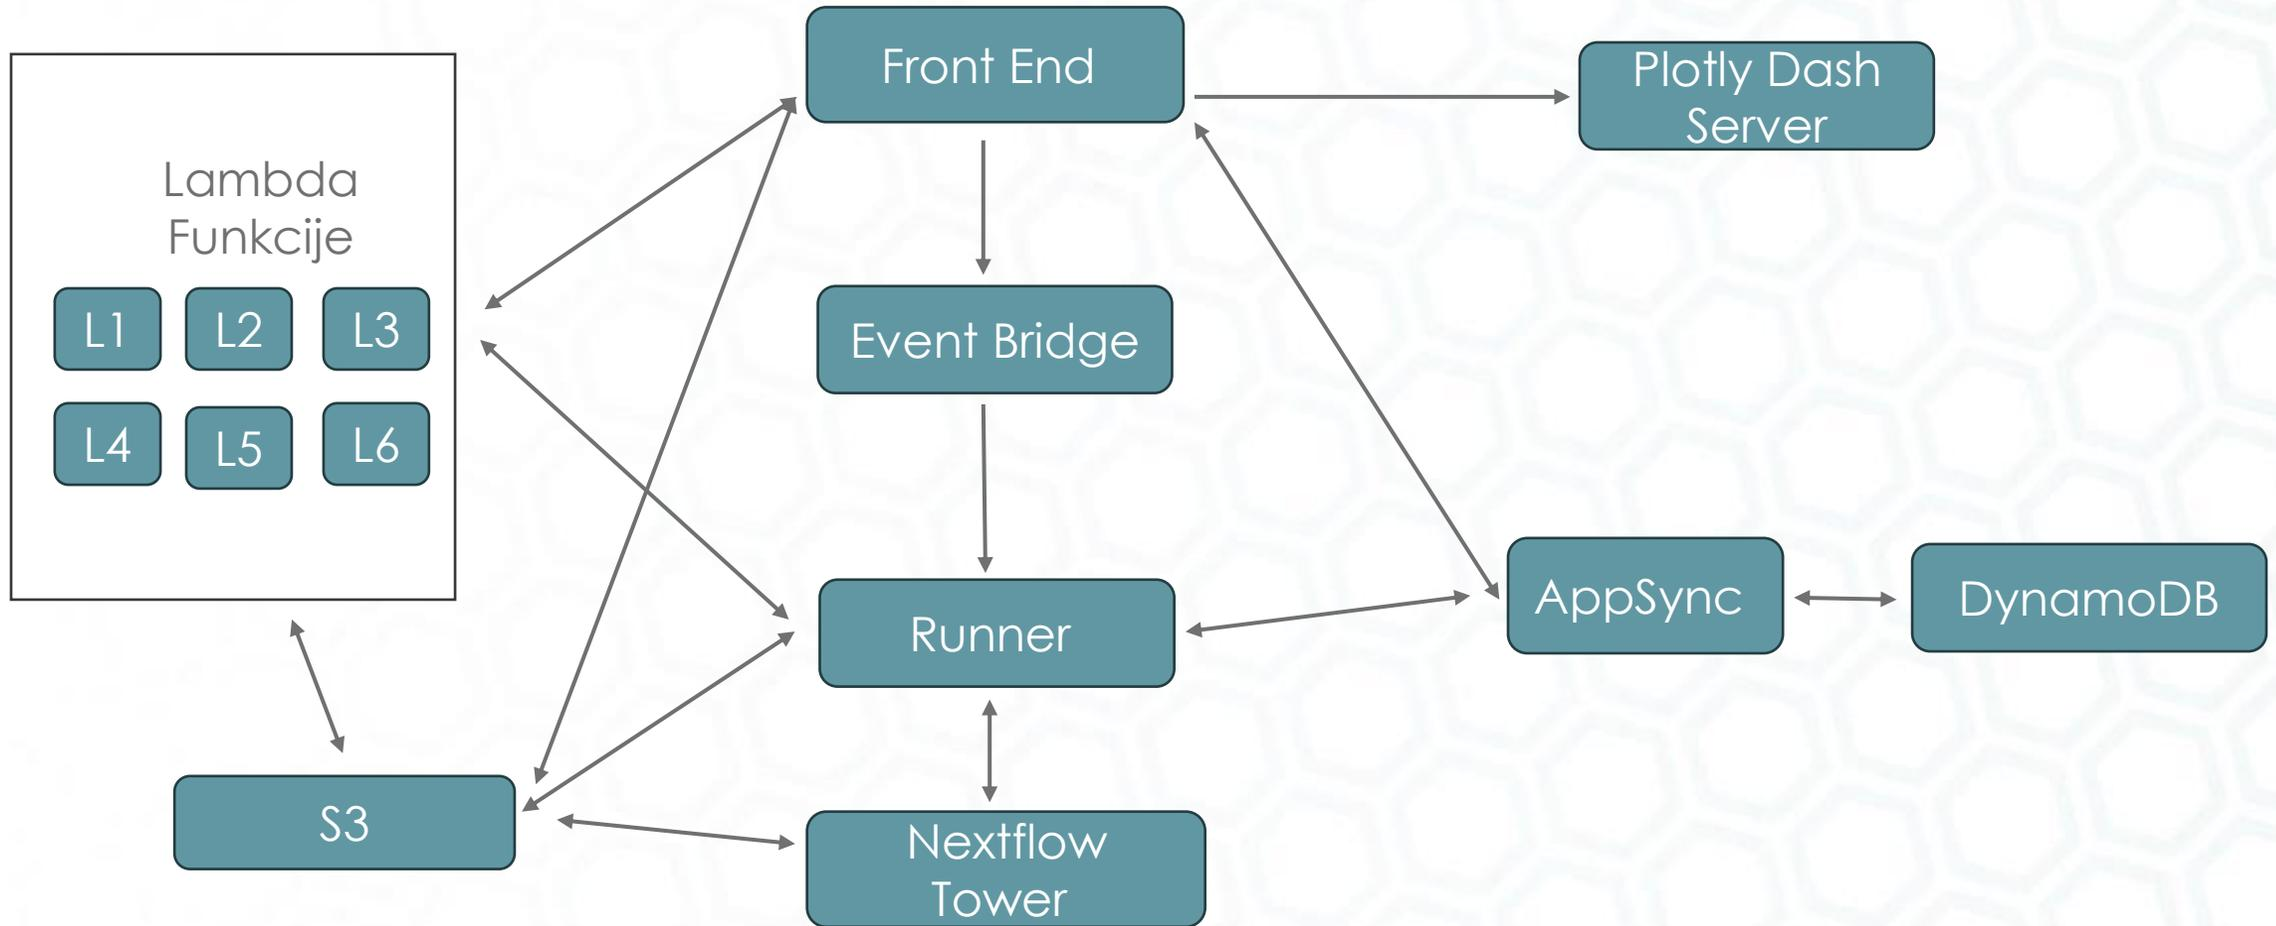 Front End
Plotly Dash
Server
Lambda
Funkcije
L1
L2
L3
L4
L5
L6
Event Bridge
Runner
AppSync
DynamoDB
S3
Nextflow
Tower